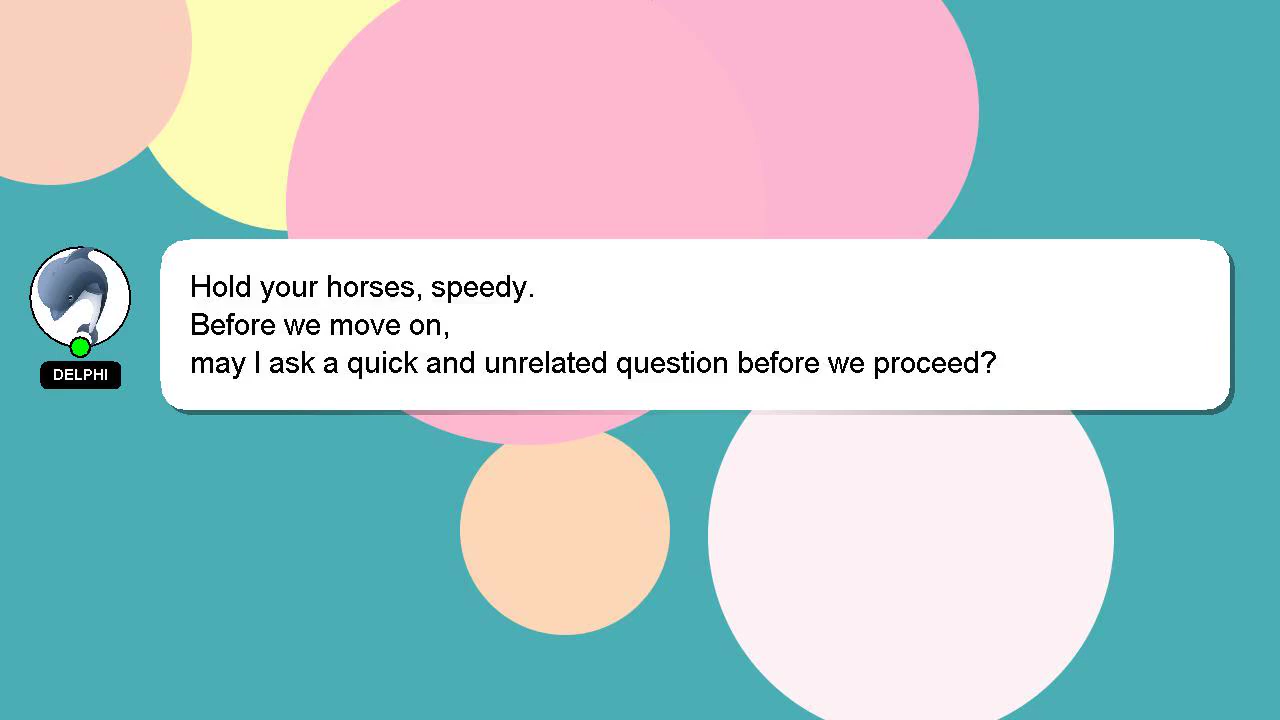 Hold your horses, speedy.
Before we move on,
may I ask a quick and unrelated question before we proceed?
DELPHI